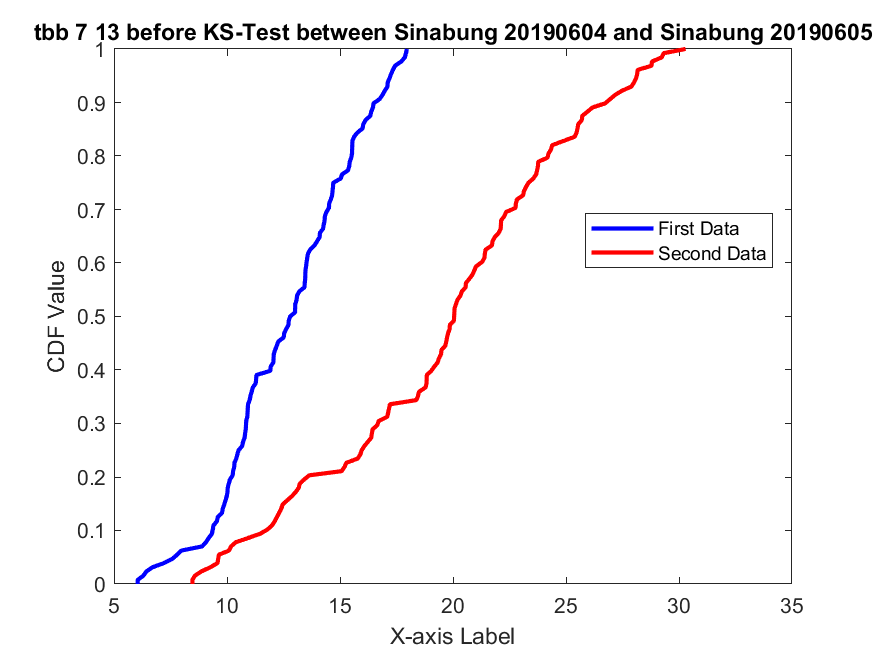 tbb 7 13 before KS-Test between Sinabung 20190604 and Sinabung 20190605
1
0.9
0.8
0.7
0.6
0.5
0.4
0.3
0.2
0.1
0
CDF Value
First Data
Second Data
5 10 15 20 25 30 35
X-axis Label